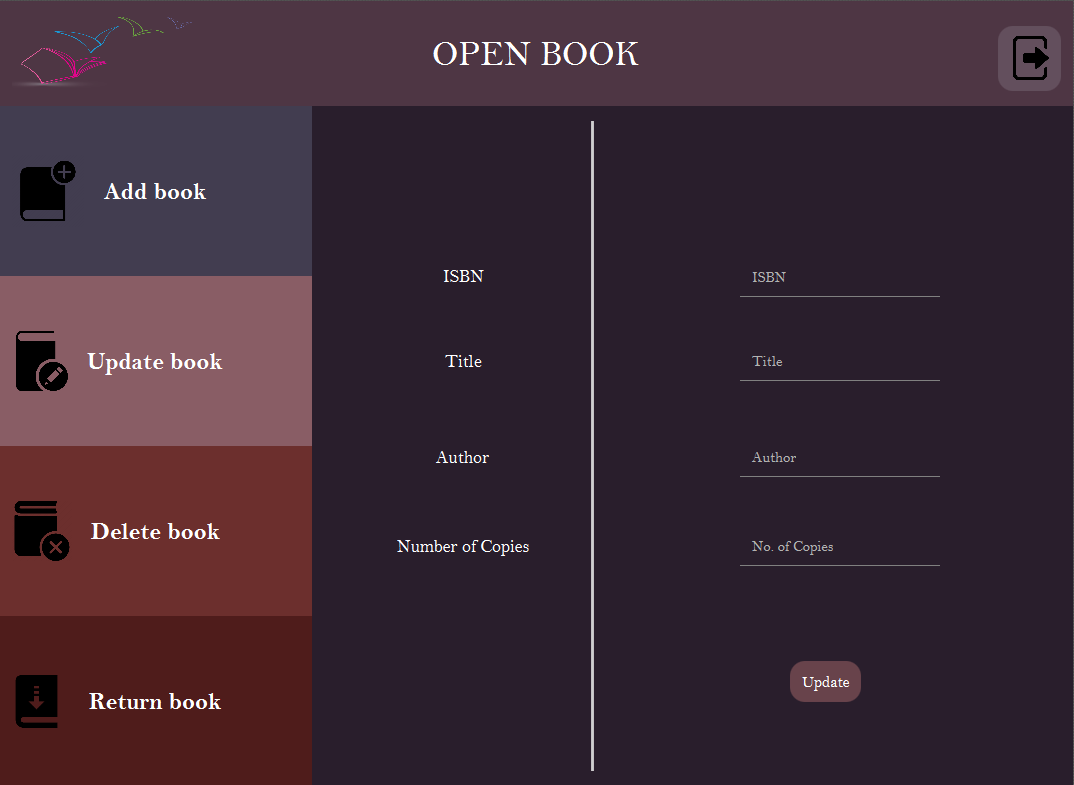 OPEN BOOK
Add book
Update book
Delete book
Return book
ISBN
ISBN
Title
Title
Author
Author
Number of Copies
No. of Copies
Update